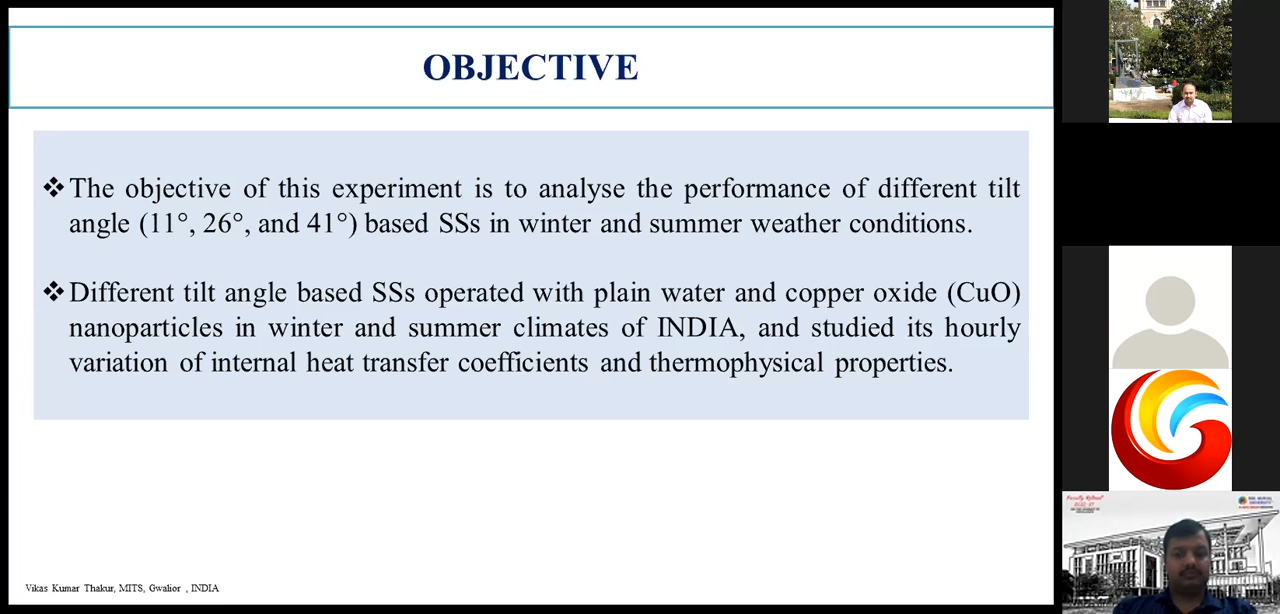 OBJECTIVE
❖The objective of this experiment is to analyse the performance of different tilt
angle (11°, 26°, and 41°) based SSs in winter and summer weather conditions.
❖Different tilt angle based SSs operated with plain water and copper oxide (CuO)
nanoparticles in winter and summer climates of INDIA, and studied its hourly
variation of internal heat transfer coefficients and thermophysical properties.
Vikas Kumar Thakur, MITS, Gwalior , INDIA